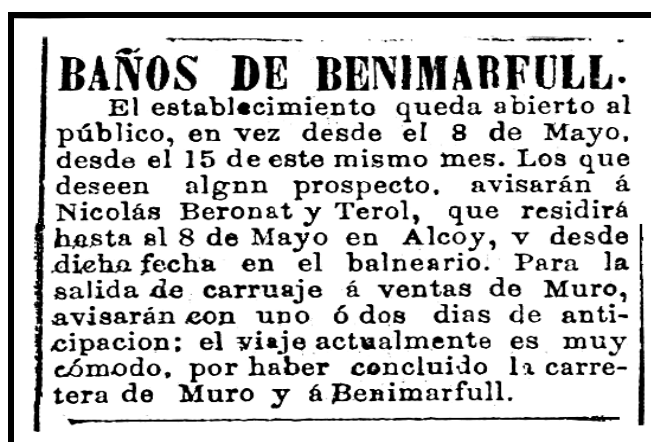 BAÑOS DE BENIMARFULL.
El establecimiento queda abierto al
público, en vez desde el 8 de Mayo,
desde el 15 de este mismo mes. Los que
deseen algnn prospecto, avisarán á
Nicolás Beronat y Terol, que residirá
hasta al 8 de Mayo en Alcoy, y desde
dicha fecha en el balneario. Para la
salida de carruaje á ventas de Muro,
avisarán con uno ó dos dias de anti-
cipacion; el viaje actualmente es muy
cómodo, por haber concluido la carre-
tera de Muro y á Benimarfull.